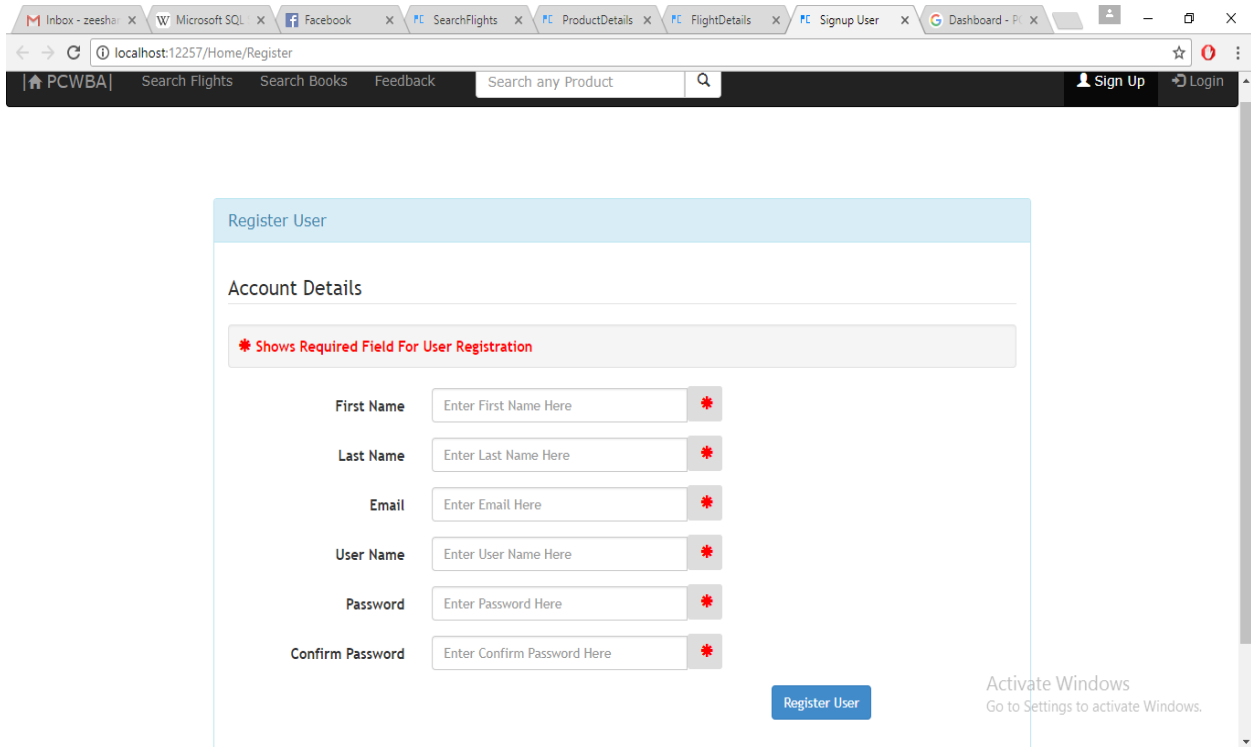 Inbox - zeeshar
Microsoft SQL
Facebook
SearchFlights
ProductDetails
FlightDetails
Signup User
Dashboard - PC
localhost:12257/Home/Register
|PCWBA| Search Flights Search Books Feedback Search any Product Sign Up Login
Register User
Account Details
Shows Required Field For User Registration
First Name Enter First Name Here
Last Name Enter Last Name Here
Email Enter Email Here
User Name Enter User Name Here
Password Enter Password Here
Confirm Password Enter Confirm Password Here
Register User
Activate Windows
Go to Settings to activate Windows.